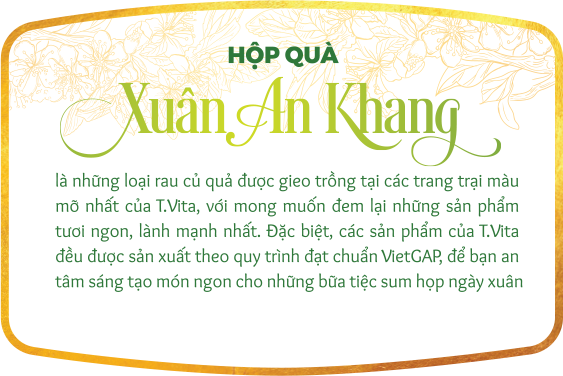 HỘP QUÀ
Xuân An Khang
là những loại rau củ quả được gieo trồng tại các trang trại màu
mỡ nhất của T.Vita, với mong muốn đem lại những sản phẩm
tươi ngon, lành mạnh nhất. Đặc biệt, các sản phẩm của T.Vita
đều được sản xuất theo quy trình đạt chuẩn VietGAP, để bạn an
tâm sáng tạo món ngon cho những bữa tiệc sum họp ngày xuân